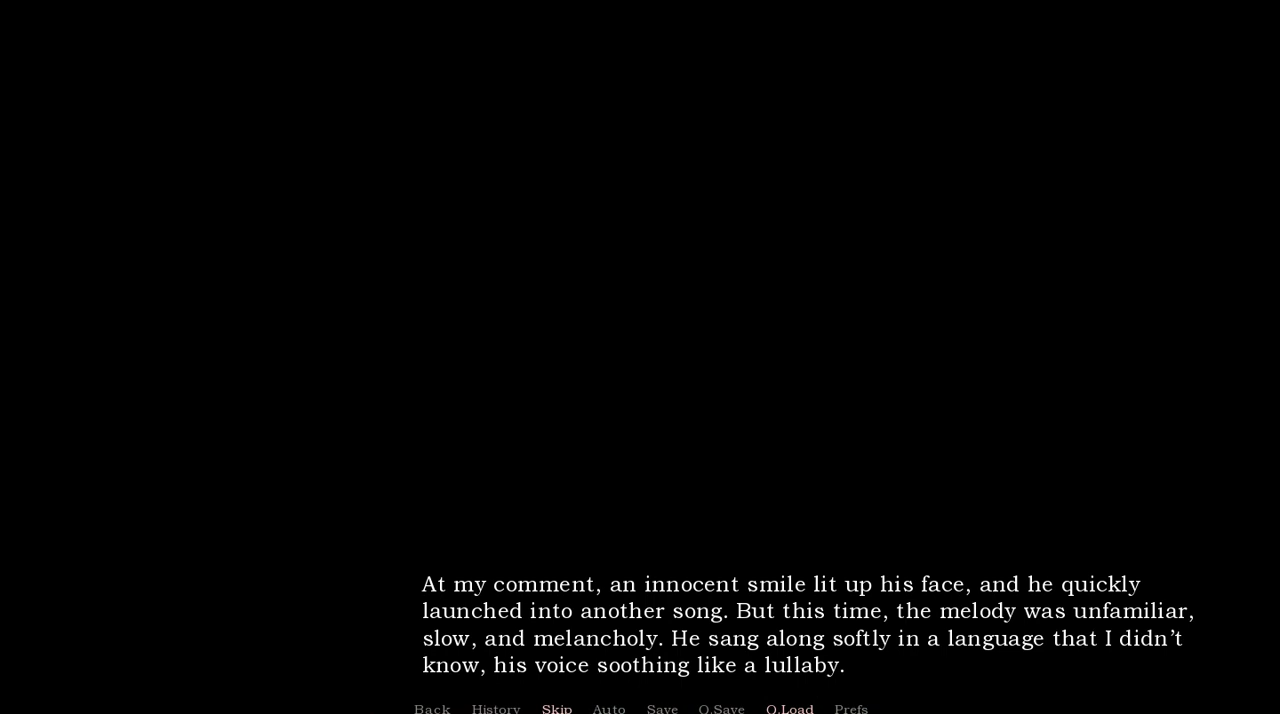 At my comment, an innocent smile lit up his face, and he quickly
launched into another song. But this time, the melody was unfamiliar,
slow, and melancholy. He sang along softly in a language that I didn’t
know, his voice soothing like a lullaby.
Back History Skip Auto Save Q.Save Q.Load Prefs